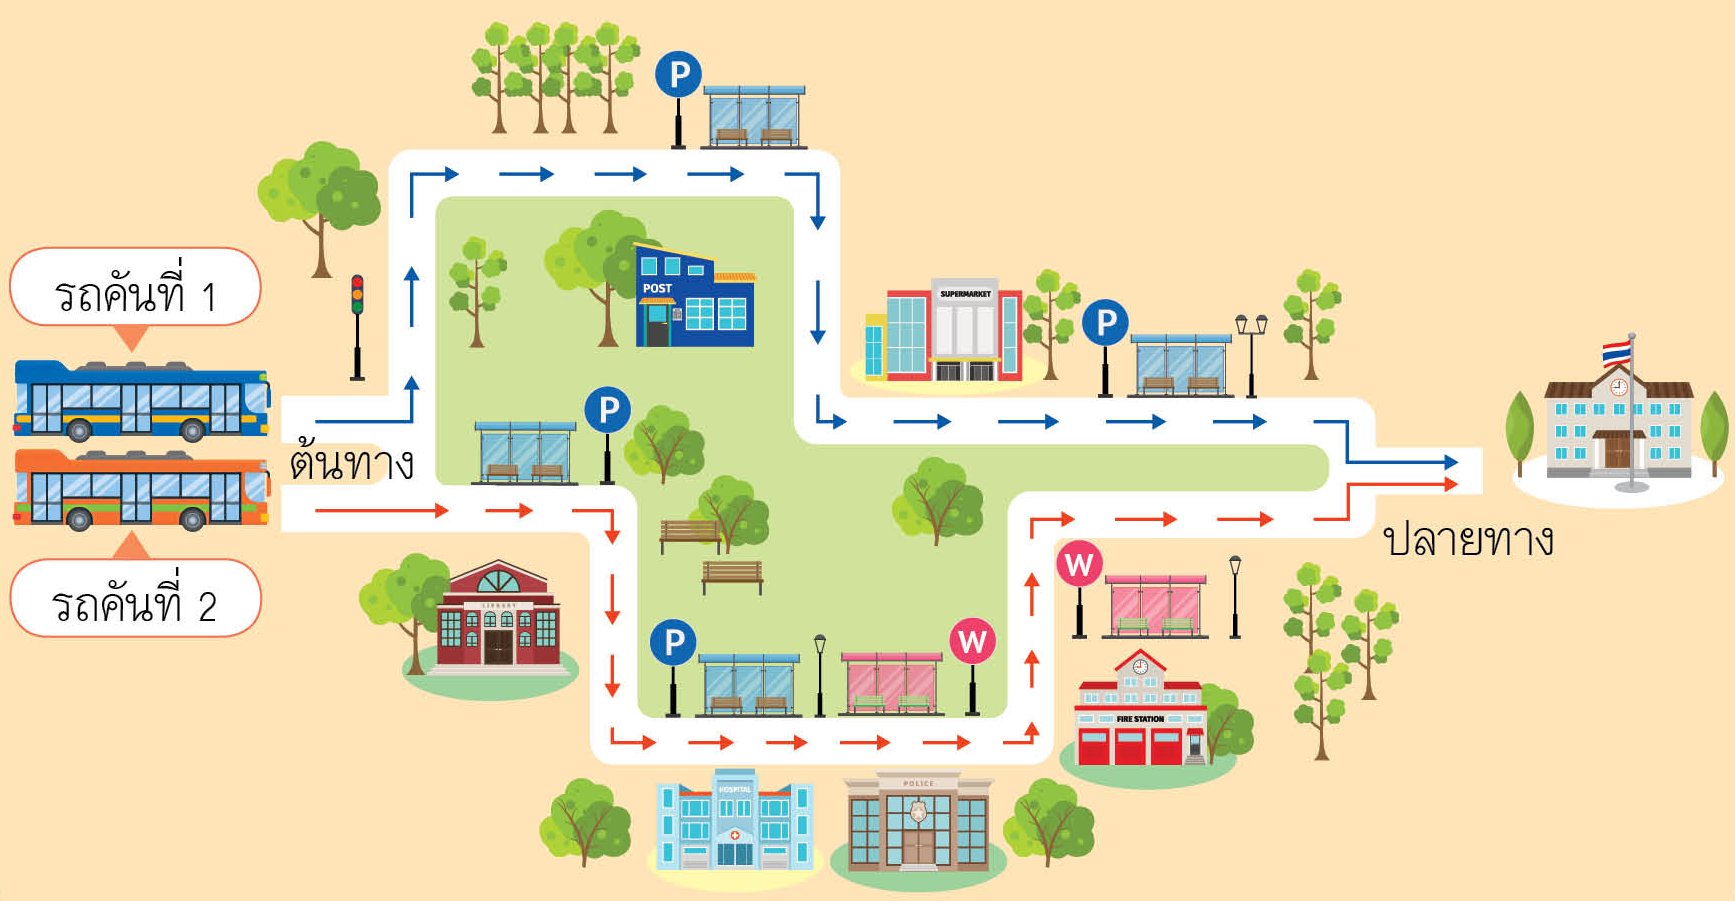 P
POST
รถคันที่ 1
SUPERMARKET
P
P
ต้นทาง
ปลายทาง
รถคันที่ 2
LIBRARY
W
P
W
FIRE STATION
HOSPITAL
POLICE